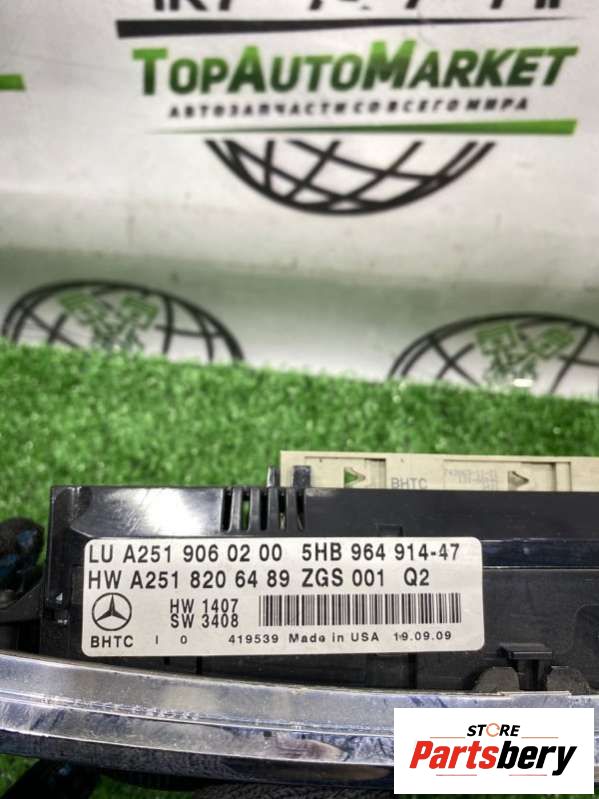 TOPAUTOMARKET
АВТОЗАПЧАСТИ СО ВСЕГО МИРА
BHTC
LU A251 906 02 00 5HB 964 914-47
HW A251 820 64 89 ZGS 001 Q2
HW 1407
SW 3408
BHTC I 0 419539 Made in USA 19.09.09
STORE
Partsbery